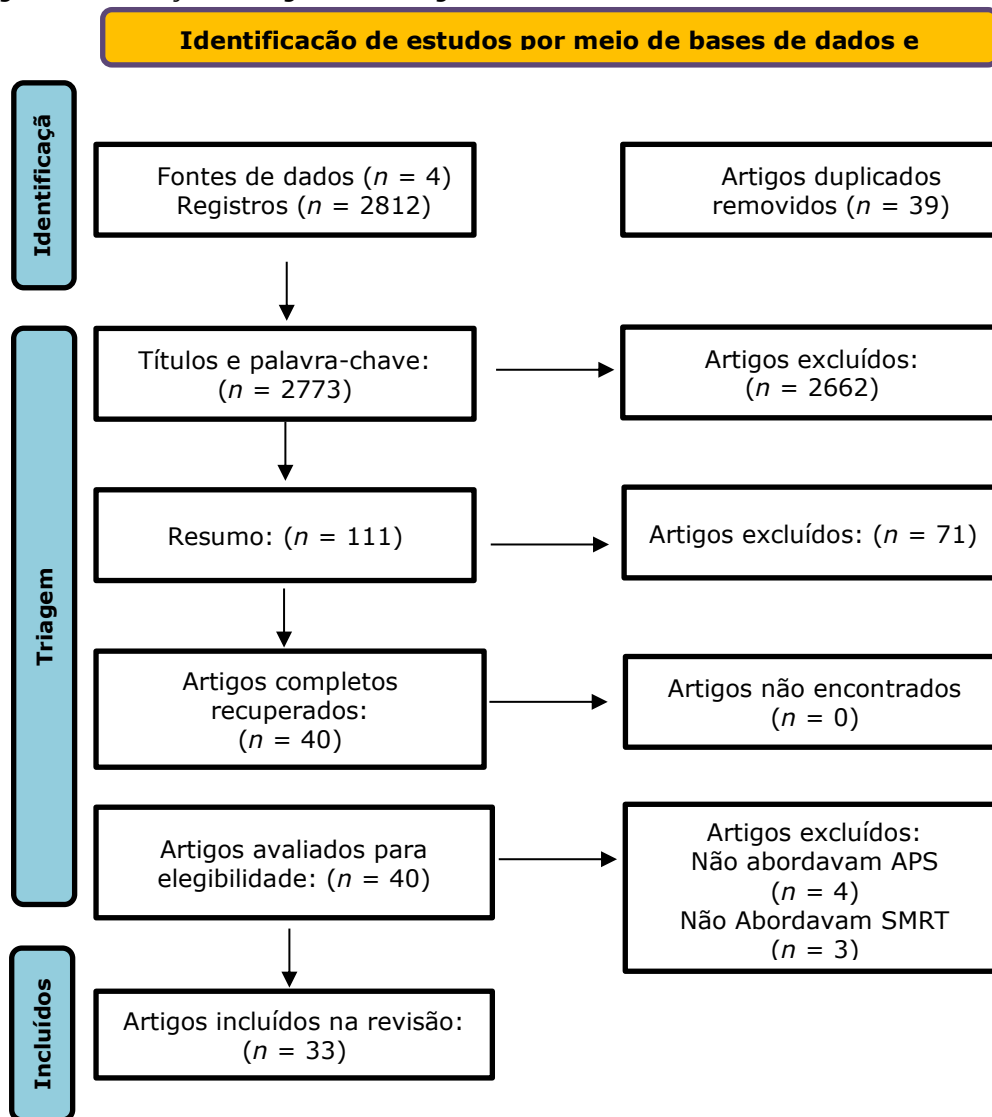 Identificação de estudos por meio de bases de dados e
Identificaçã
Fontes de dados (n = 4)
Registros (n = 2812)
Artigos duplicados
removidos (n = 39)
Triagem
Títulos e palavra-chave:
(n = 2773)
Artigos excluídos:
(n = 2662)
Resumo: (n = 111)
Artigos excluídos: (n = 71)
Artigos completos
recuperados:
(n = 40)
Artigos não encontrados
(n = 0)
Artigos avaliados para
elegibilidade: (n = 40)
Artigos excluídos:
Não abordavam APS
(n = 4)
Não Abordavam SMRT
(n = 3)
Incluídos
Artigos incluídos na revisão:
(n = 33)